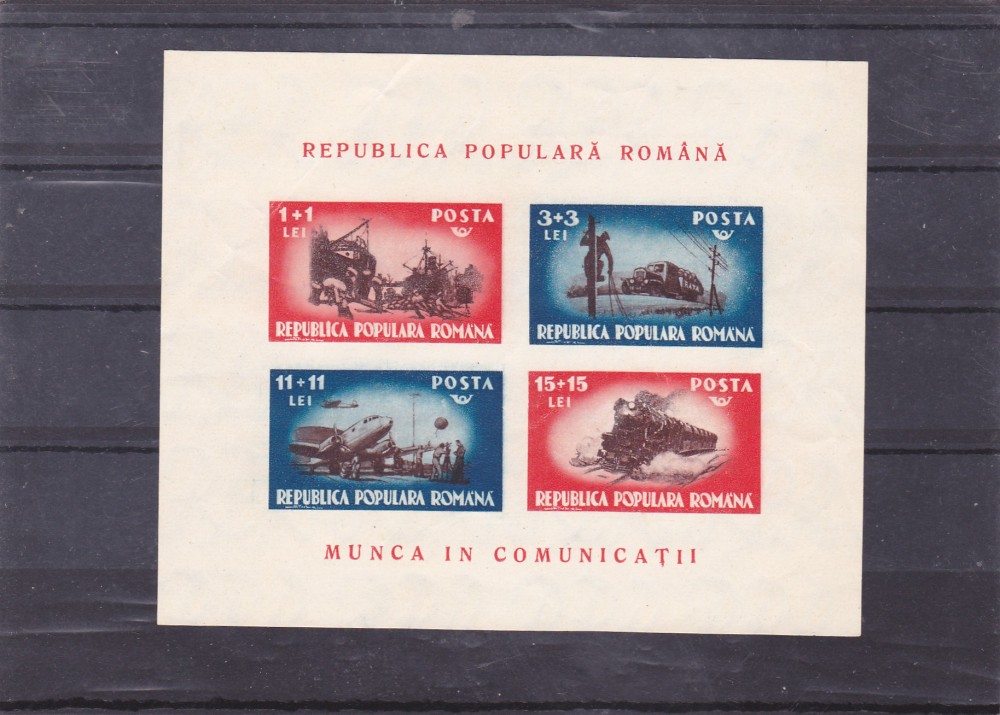 REPUBLICA POPULARĂ ROMÂNĂ
1+1 POSTA
LEI
REPUBLICA POPULARA ROMÂNĂ
3+3 POSTA
LEI
REPUBLICA POPULARA ROMÂNĂ
11+11 POSTA
LEI
REPUBLICA POPULARA ROMÂNĂ
15+15 POSTA
LEI
REPUBLICA POPULARA ROMÂNĂ
MUNCA IN COMUNICAȚII